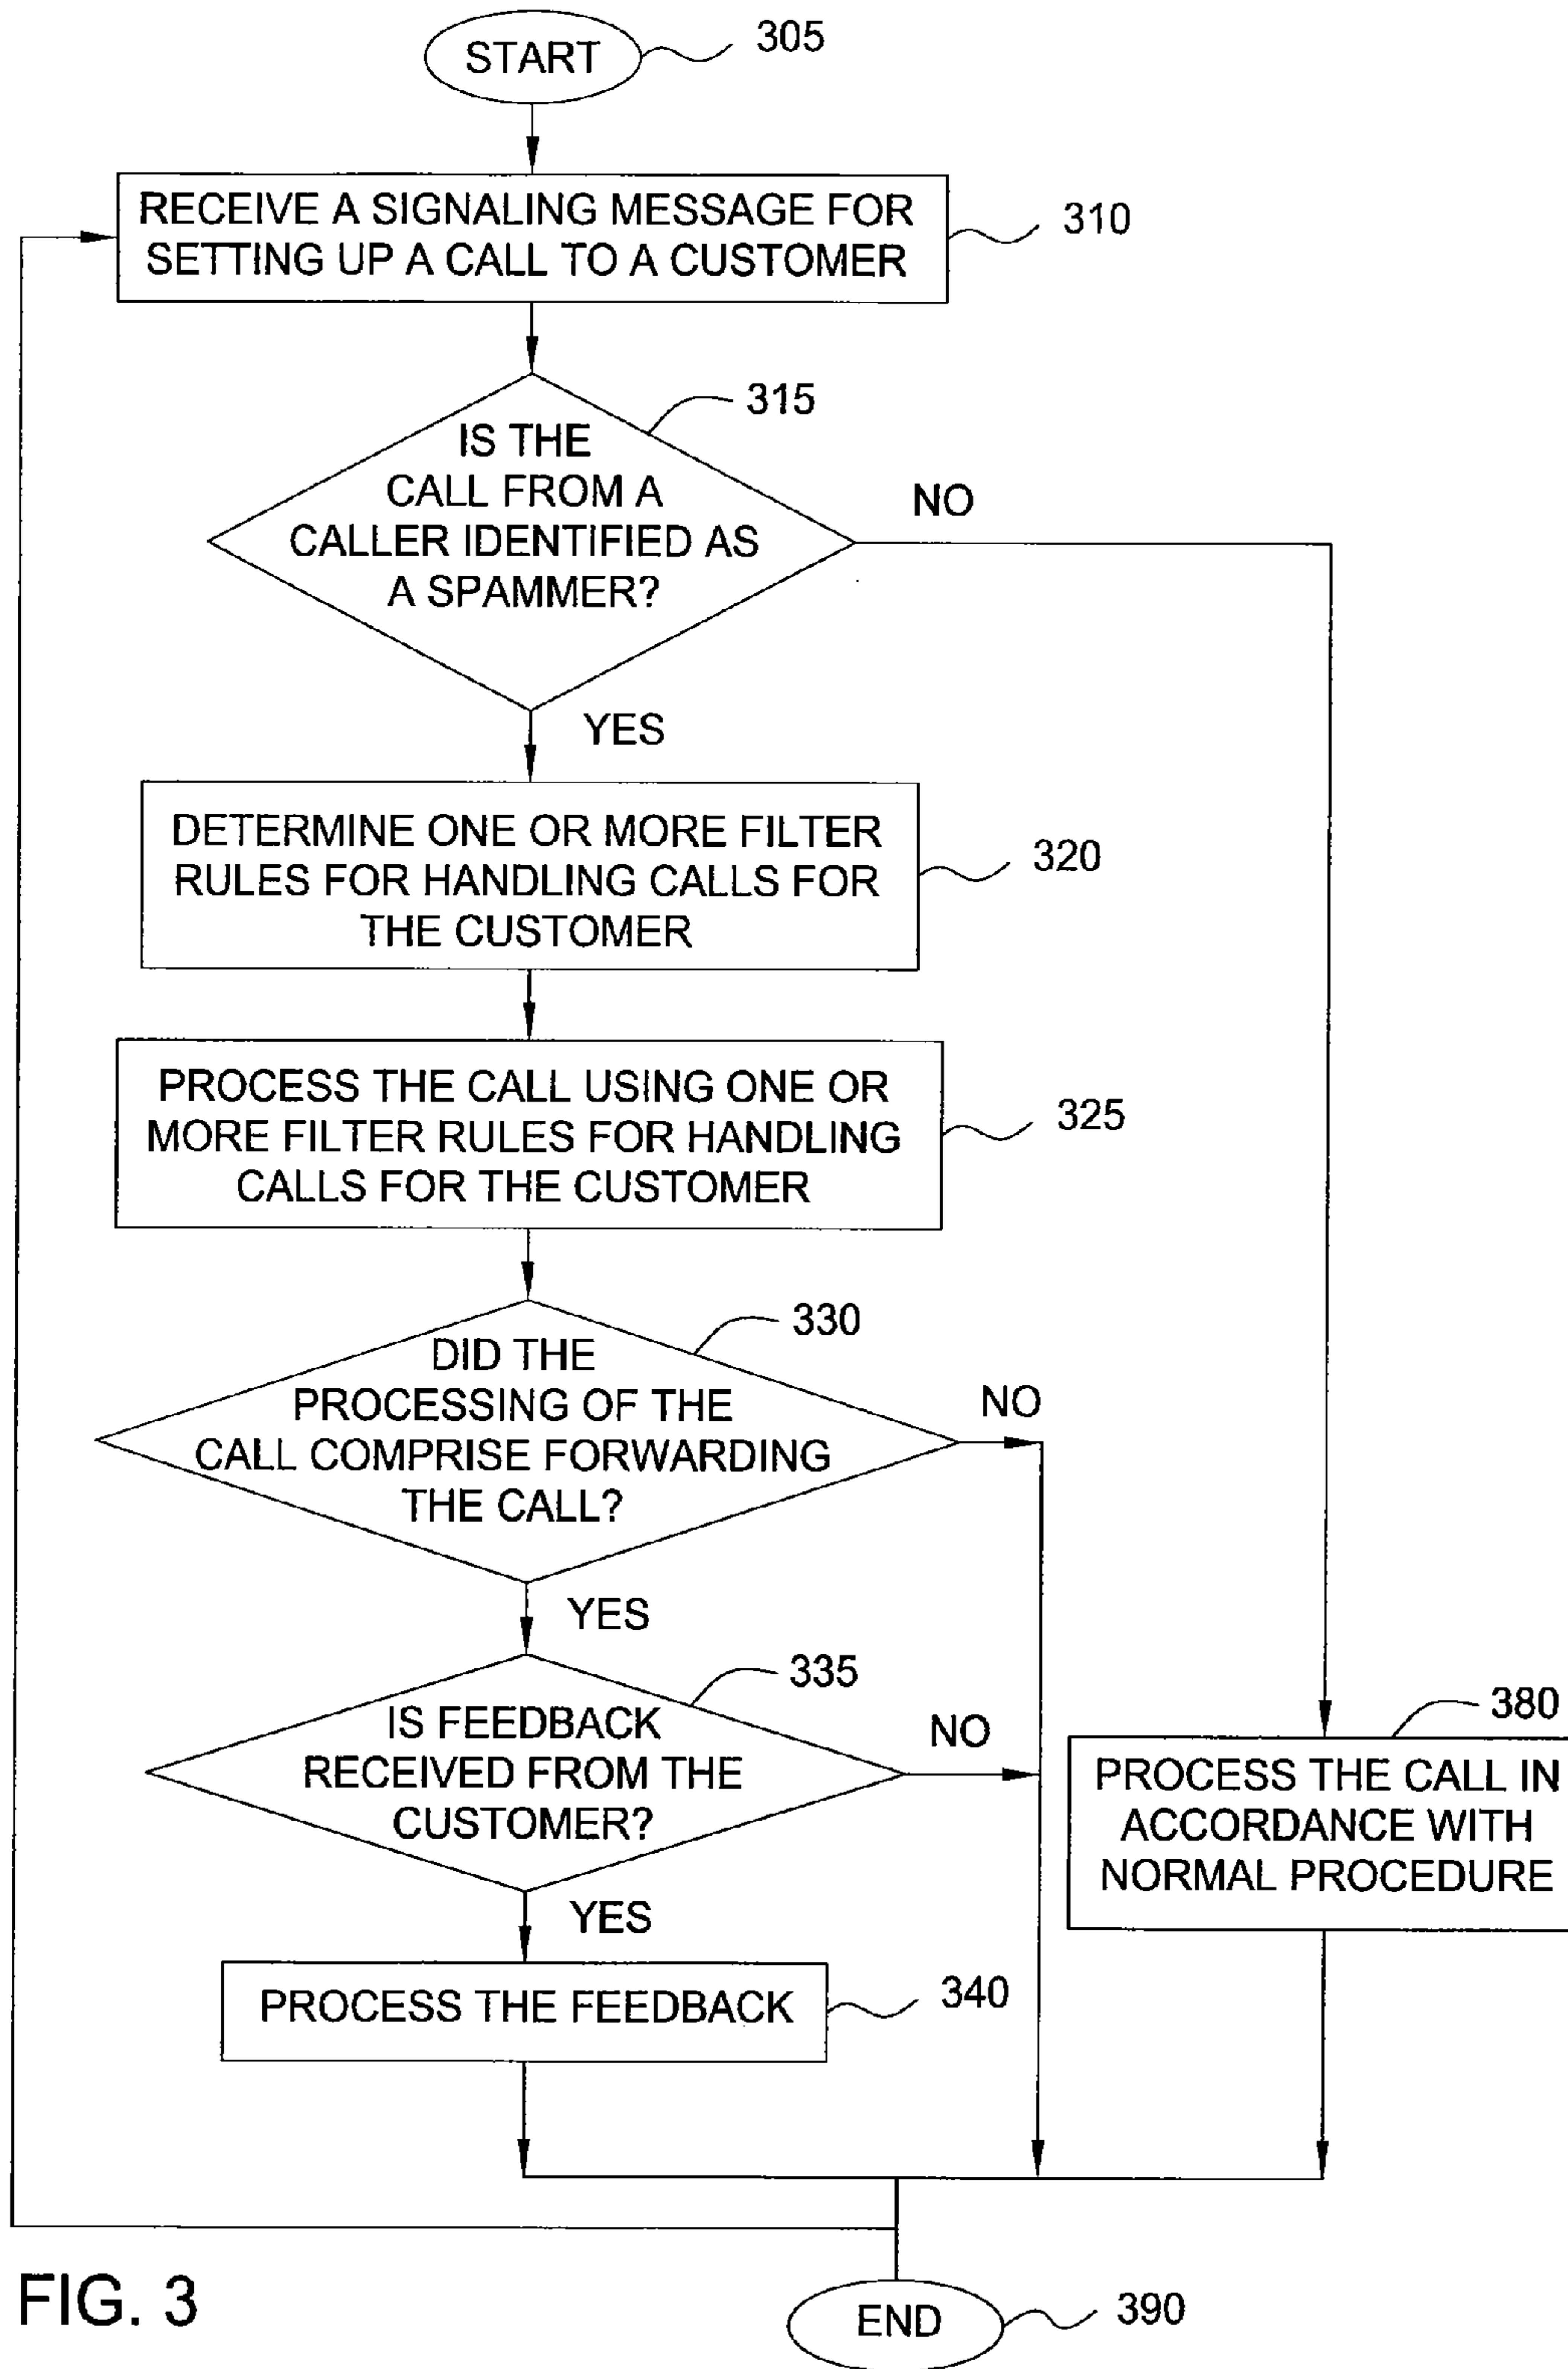 START
305
RECEIVE A SIGNALING MESSAGE FOR
SETTING UP A CALL TO A CUSTOMER
310
315
IS THE
CALL FROM A
CALLER IDENTIFIED AS
A SPAMMER?
NO
YES
DETERMINE ONE OR MORE FILTER
RULES FOR HANDLING CALLS FOR
THE CUSTOMER
320
PROCESS THE CALL USING ONE OR
MORE FILTER RULES FOR HANDLING
CALLS FOR THE CUSTOMER
325
330
DID THE
PROCESSING OF THE
CALL COMPRISE FORWARDING
THE CALL?
NO
YES
335
IS FEEDBACK
RECEIVED FROM THE
CUSTOMER?
NO
YES
380
PROCESS THE CALL IN
ACCORDANCE WITH
NORMAL PROCEDURE
PROCESS THE FEEDBACK
340
FIG. 3
END
390